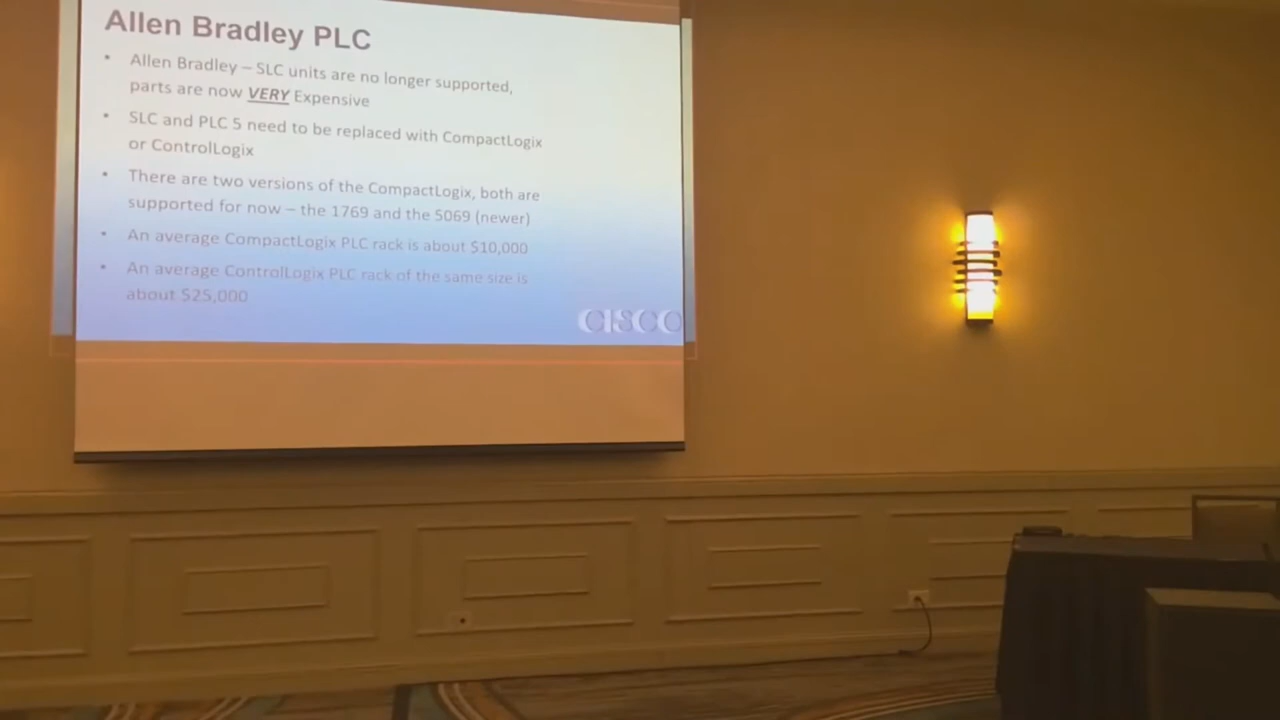 Allen Bradley PLC
• Allen Bradley – SLC units are no longer supported,
parts are now VERY Expensive
• SLC and PLC 5 need to be replaced with CompactLogix
or ControlLogix
• There are two versions of the CompactLogix, both are
supported for now – the 1769 and the 5069 (newer)
• An average CompactLogix PLC rack is about $10,000
• An average ControlLogix PLC rack of the same size is
about $25,000
CISCO